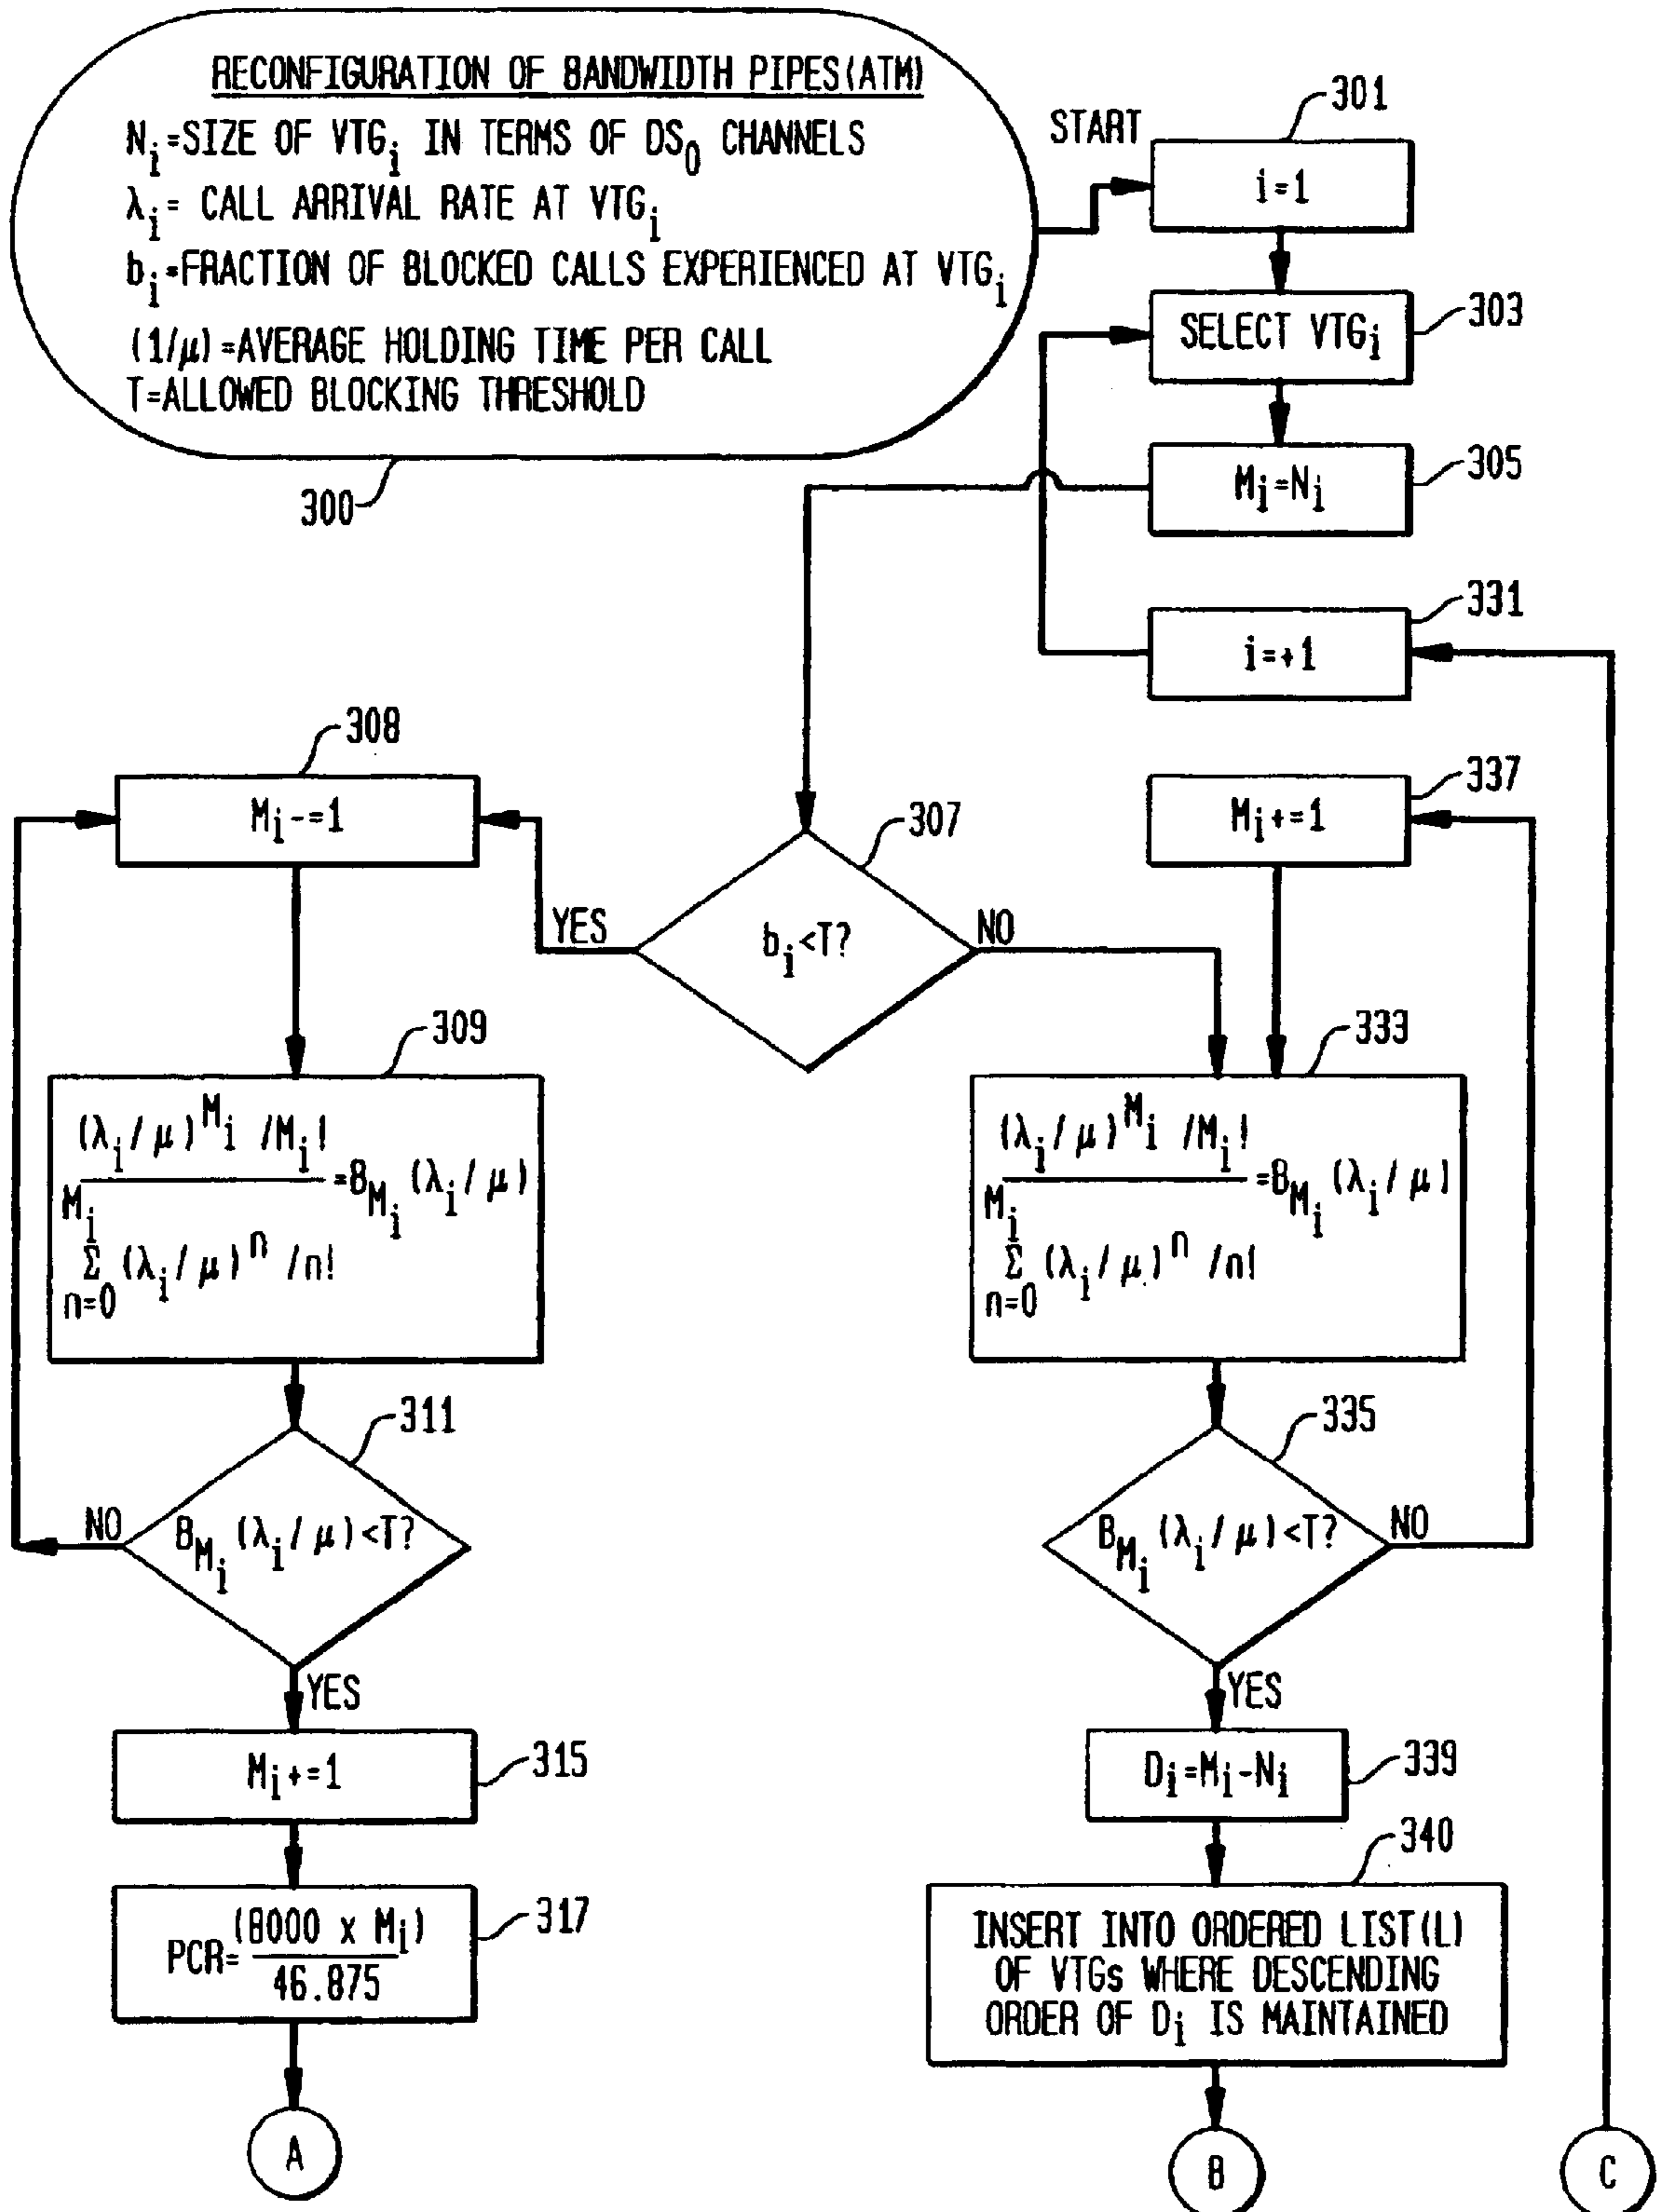 RECONFIGURATION OF BANDWIDTH PIPES(ATM)
Nᵢ=SIZE OF VTGᵢ IN TERMS OF DS₀ CHANNELS
λᵢ= CALL ARRIVAL RATE AT VTGᵢ
bᵢ=FRACTION OF BLOCKED CALLS EXPERIENCED AT VTGᵢ
(1/μ)=AVERAGE HOLDING TIME PER CALL
T=ALLOWED BLOCKING THRESHOLD
300
START
301
i=1
303
SELECT VTGᵢ
305
Mᵢ=Nᵢ
331
i=+1
308
Mᵢ-=1
337
Mᵢ+=1
307
bᵢ<T?
YES
NO
309
(λᵢ/μ)^Mᵢ /Mᵢ!
=B_Mᵢ (λᵢ/μ)
Mᵢ
Σ (λᵢ/μ)ⁿ /n!
n=0
333
(λᵢ/μ)^Mᵢ /Mᵢ!
=B_Mᵢ (λᵢ/μ)
Mᵢ
Σ (λᵢ/μ)ⁿ /n!
n=0
311
B_Mᵢ (λᵢ/μ)<T?
NO
YES
335
B_Mᵢ (λᵢ/μ)<T?
NO
YES
315
Mᵢ+=1
339
Dᵢ=Mᵢ-Nᵢ
317
PCR= (8000 x Mᵢ)
46.875
340
INSERT INTO ORDERED LIST(L)
OF VTGs WHERE DESCENDING
ORDER OF Dᵢ IS MAINTAINED
A
B
C